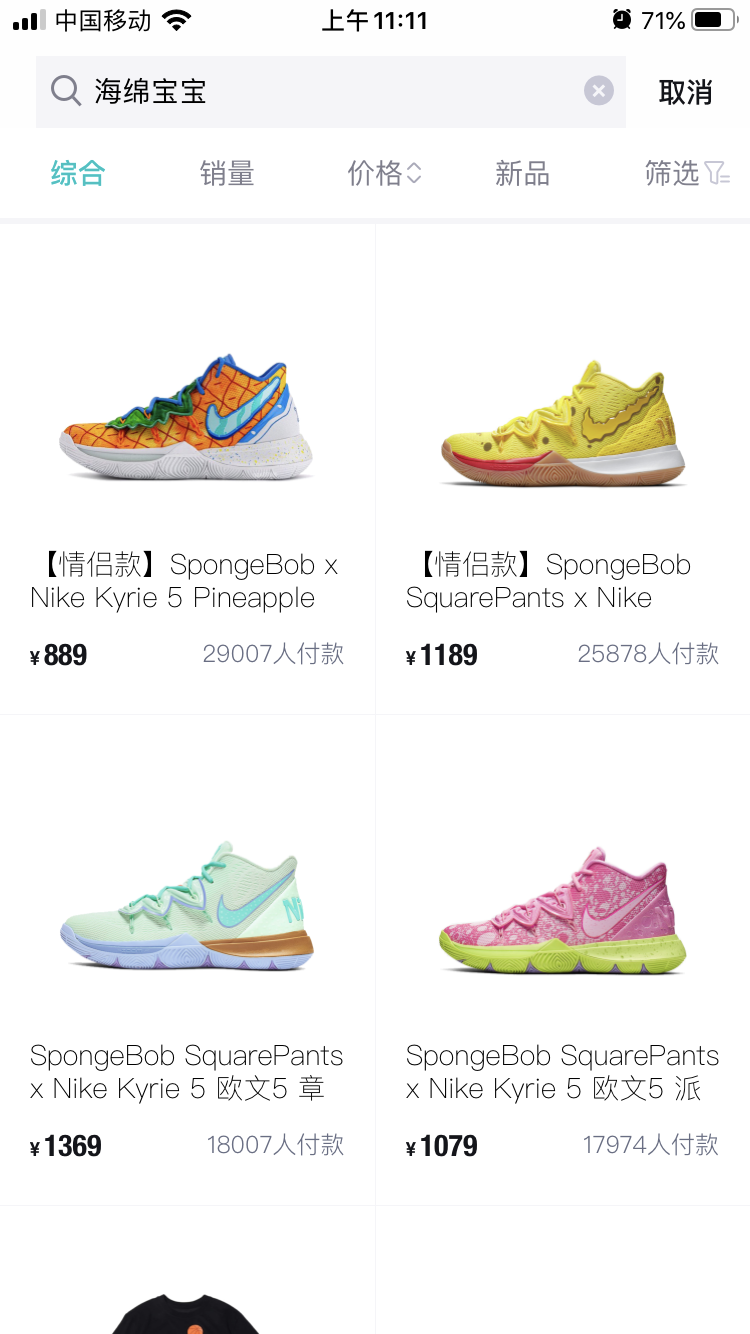 中国移动
上午11:11
71%
海绵宝宝
取消
综合
销量
价格
新品
筛选
【情侣款】SpongeBob x
Nike Kyrie 5 Pineapple
¥889
29007人付款
【情侣款】SpongeBob
SquarePants x Nike
¥1189
25878人付款
SpongeBob SquarePants
x Nike Kyrie 5 欧文5 章
¥1369
18007人付款
SpongeBob SquarePants
x Nike Kyrie 5 欧文5 派
¥1079
17974人付款